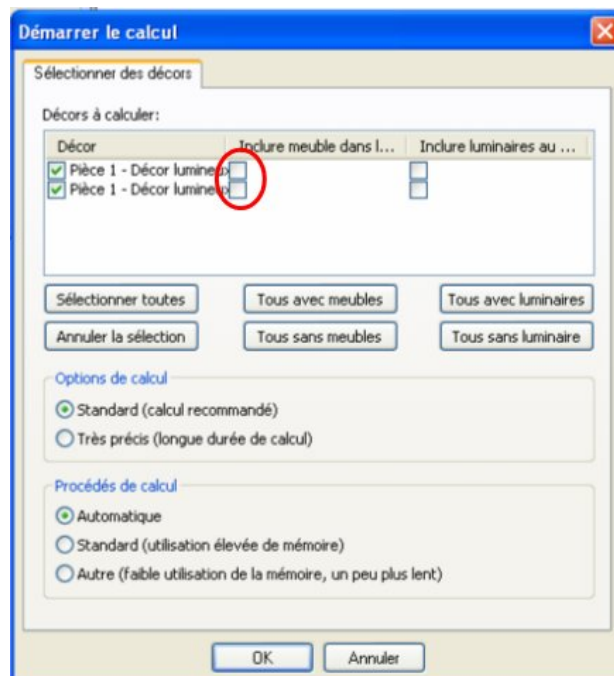 Démarrer le calcul
Sélectionner des décors
Décors à calculer:
Décor Inclure meuble dans l... Inclure luminaires au ...
Pièce 1 - Décor lumineux
Pièce 1 - Décor lumineux
Sélectionner toutes Tous avec meubles Tous avec luminaires
Annuler la sélection Tous sans meubles Tous sans luminaire
Options de calcul
Standard (calcul recommandé)
Très précis (longue durée de calcul)
Procédés de calcul
Automatique
Standard (utilisation élevée de mémoire)
Autre (faible utilisation de la mémoire, un peu plus lent)
OK Annuler